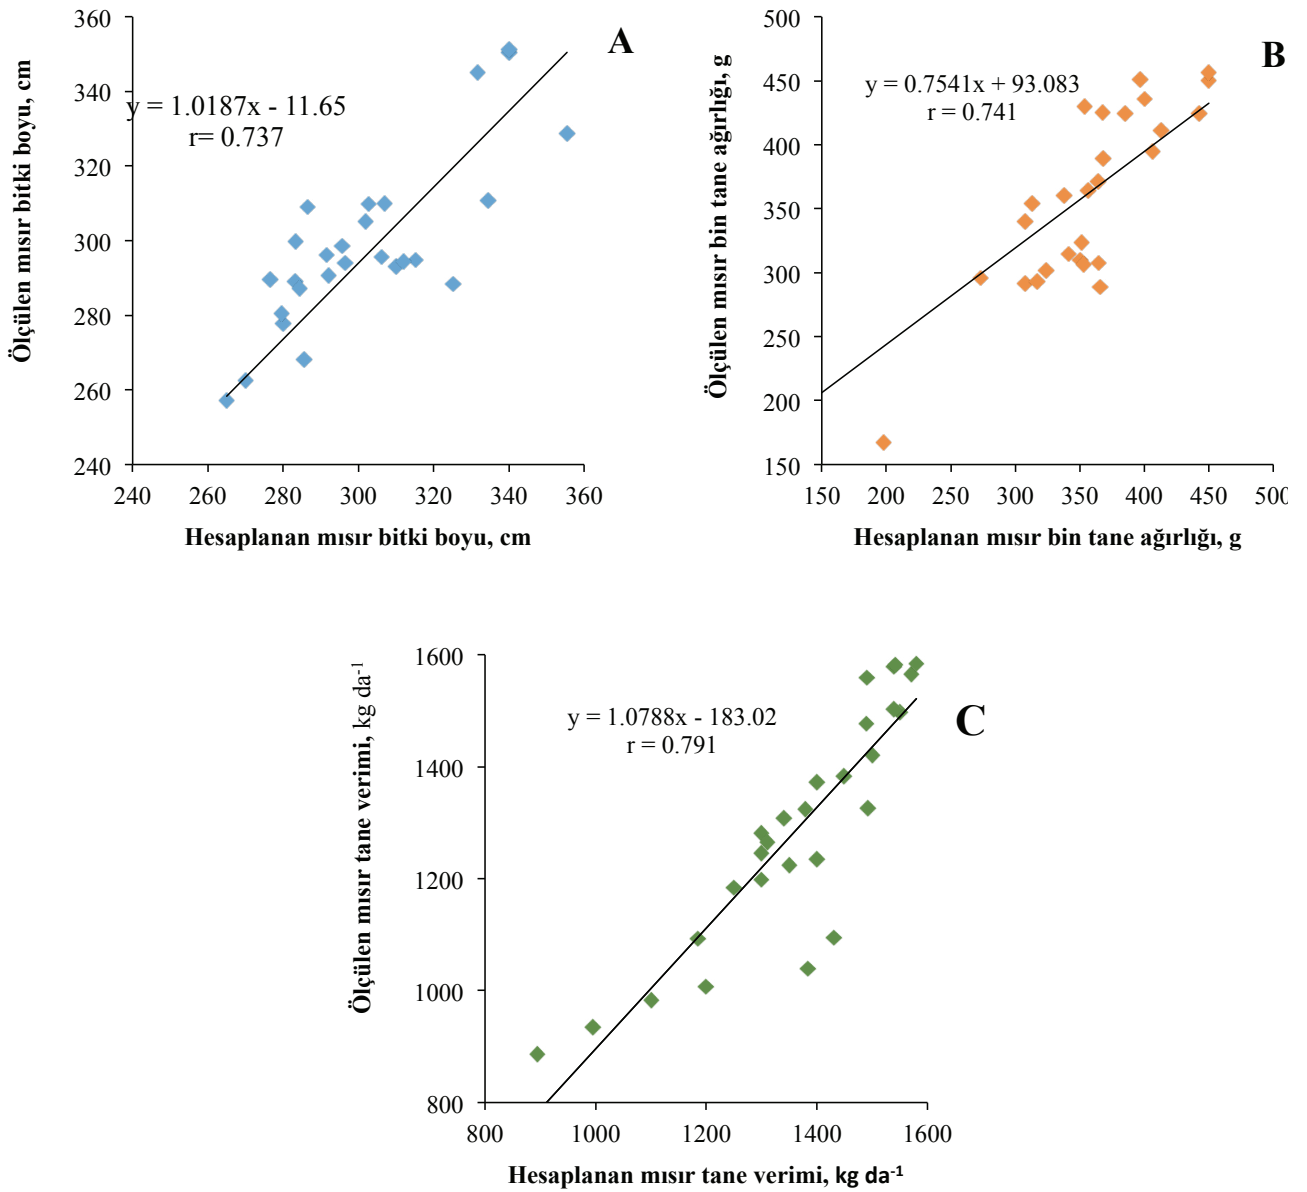 A
Ölçülen mısır bitki boyu, cm
360
340
320
300
280
260
240
y = 1.0187x - 11.65
r= 0.737
240 260 280 300 320 340 360
Hesaplanan mısır bitki boyu, cm
B
Ölçülen mısır bin tane ağırlığı, g
500
450
400
350
300
250
200
150
y = 0.7541x + 93.083
r = 0.741
150 200 250 300 350 400 450 500
Hesaplanan mısır bin tane ağırlığı, g
C
Ölçülen mısır tane verimi, kg da-1
1600
1400
1200
1000
800
y = 1.0788x - 183.02
r = 0.791
800 1000 1200 1400 1600
Hesaplanan mısır tane verimi, kg da-1